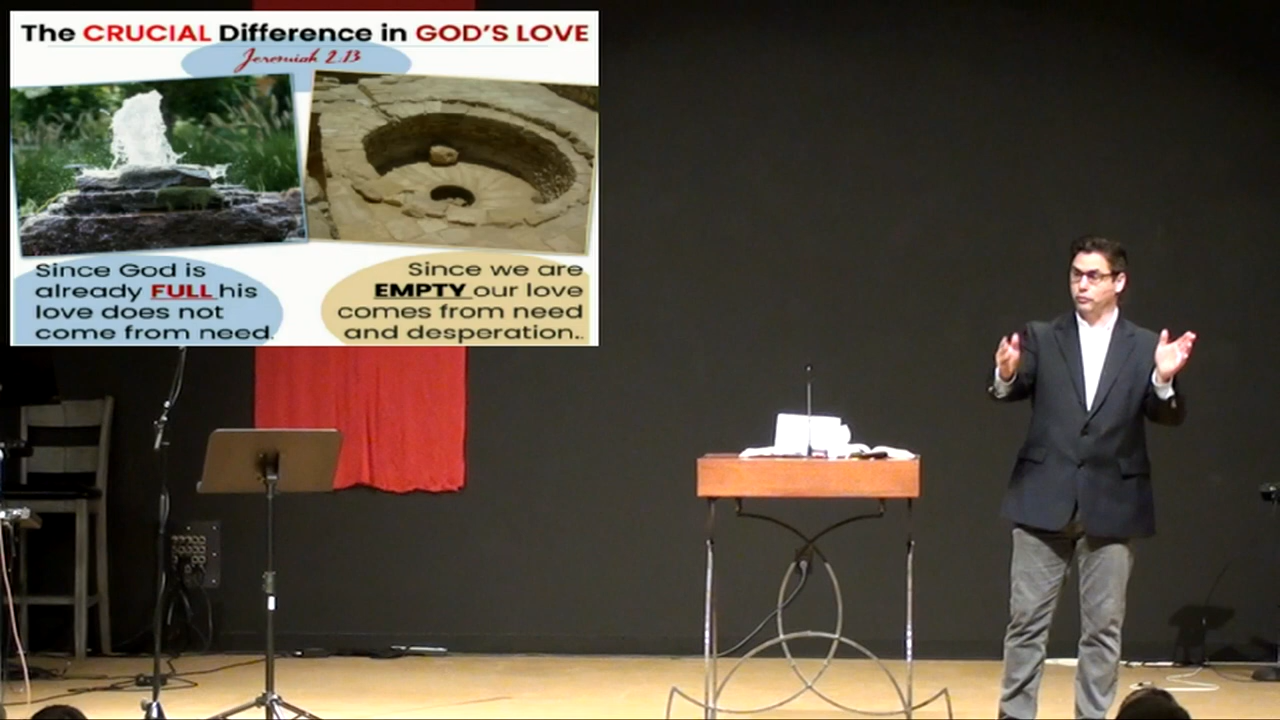 The CRUCIAL Difference in GOD'S LOVE
Jeremiah 2:13
Since God is
already FULL his
love does not
come from need.
Since we are
EMPTY our love
comes from need
and desperation..